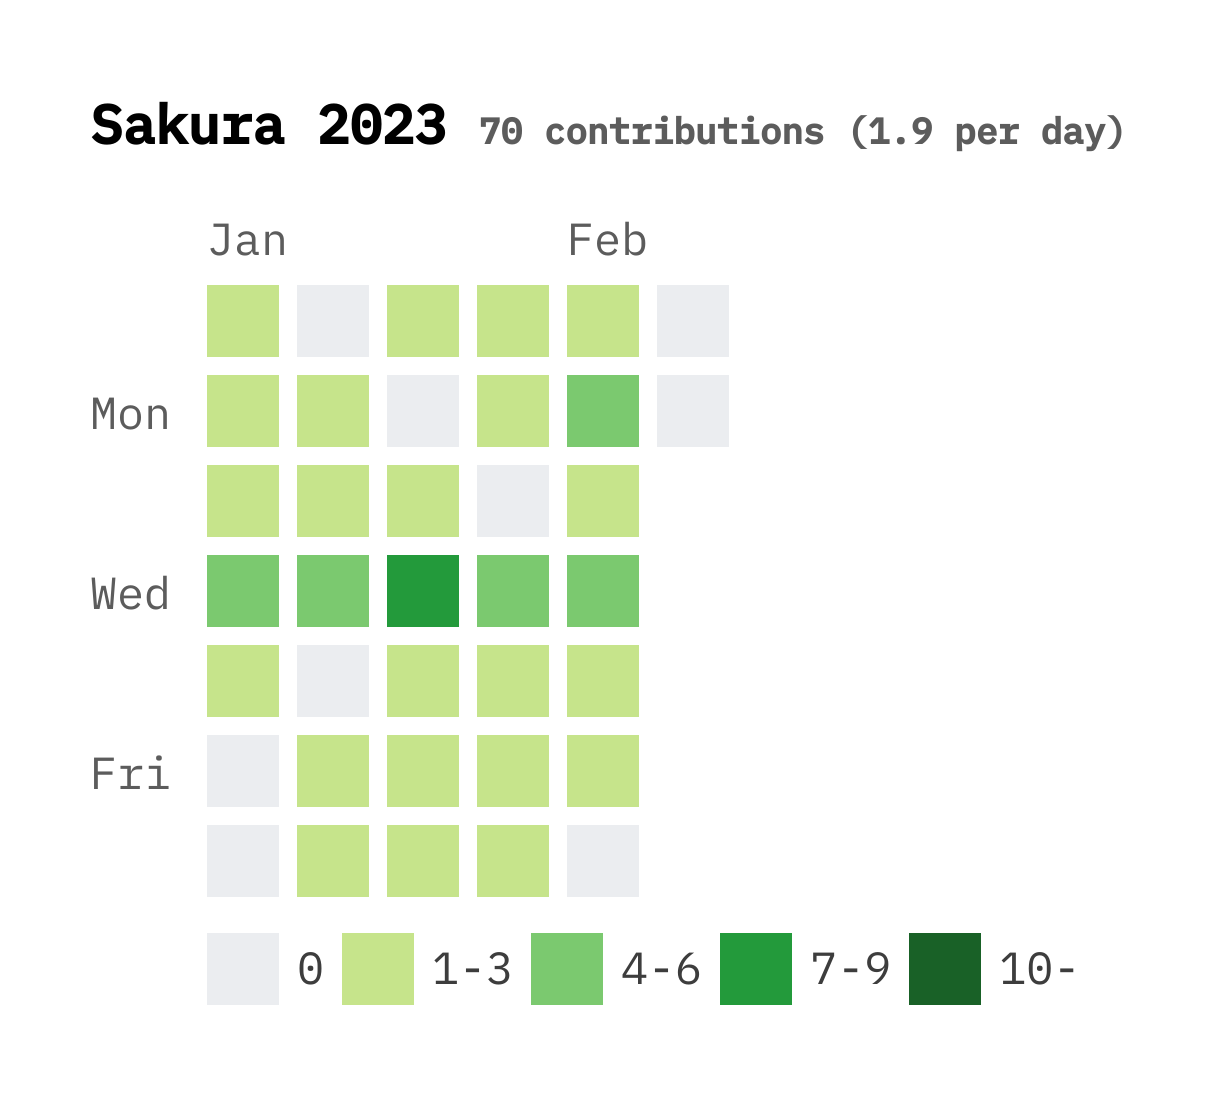 Sakura 2023 70 contributions (1.9 per day)
Jan Feb
Mon
Wed
Fri
0 1-3 4-6 7-9 10-